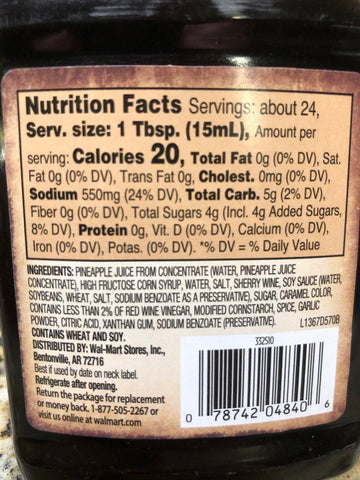 Nutrition Facts Servings: about 24,
Serv. size: 1 Tbsp. (15mL), Amount per
serving: Calories 20, Total Fat 0g (0% DV), Sat.
Fat 0g (0% DV), Trans Fat 0g, Cholest. 0mg (0% DV),
Sodium 550mg (24% DV), Total Carb. 5g (2% DV),
Fiber 0g (0% DV), Total Sugars 4g (Incl. 4g Added Sugars,
8% DV), Protein 0g, Vit. D (0% DV), Calcium (0% DV),
Iron (0% DV), Potas. (0% DV). *% DV = % Daily Value
INGREDIENTS: PINEAPPLE JUICE FROM CONCENTRATE (WATER, PINEAPPLE JUICE
CONCENTRATE), HIGH FRUCTOSE CORN SYRUP, WATER, SALT, SHERRY WINE, SOY SAUCE (WATER,
SOYBEANS, WHEAT, SALT, SODIUM BENZOATE AS A PRESERVATIVE), SUGAR, CARAMEL COLOR,
CONTAINS LESS THAN 2% OF RED WINE VINEGAR, MODIFIED CORNSTARCH, SPICE, GARLIC
POWDER, CITRIC ACID, XANTHAN GUM, SODIUM BENZOATE (PRESERVATIVE).
CONTAINS WHEAT AND SOY. L1367D570B
DISTRIBUTED BY: Wal-Mart Stores, Inc.,
Bentonville, AR 72716
Best if used by date on neck label.
Refrigerate after opening.
Return the package for replacement
or money back. 1-877-505-2267 or
visit us online at walmart.com.
332510
0 78742 04840 6